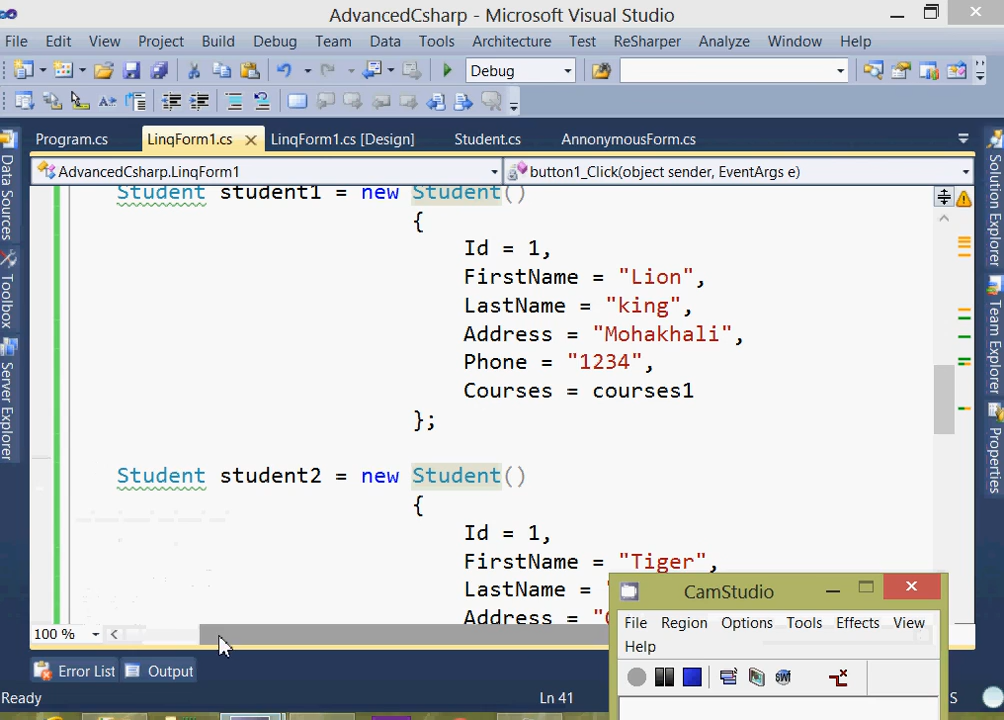 AdvancedCsharp - Microsoft Visual Studio
File Edit View Project Build Debug Team Data Tools Architecture Test ReSharper Analyze Window Help
Debug
Program.cs LinqForm1.cs LinqForm1.cs [Design] Student.cs AnnonymousForm.cs
AdvancedCsharp.LinqForm1 button1_Click(object sender, EventArgs e)
Data Sources
Toolbox
Server Explorer
Student student1 = new Student()
{
Id = 1,
FirstName = "Lion",
LastName = "king",
Address = "Mohakhali",
Phone = "1234",
Courses = courses1
};
Student student2 = new Student()
{
Id = 1,
FirstName = "Tiger",
LastName = "
Address =
Solution Explorer
Team Explorer
Properties
CamStudio
File Region Options Tools Effects View
Help
100 %
Error List Output
Ready Ln 41 S